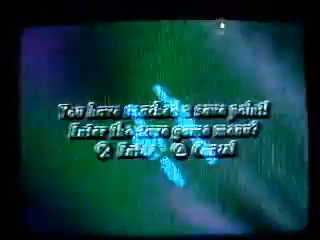 You have reached a save point!
Enter the save game menu?
Enter Cancel